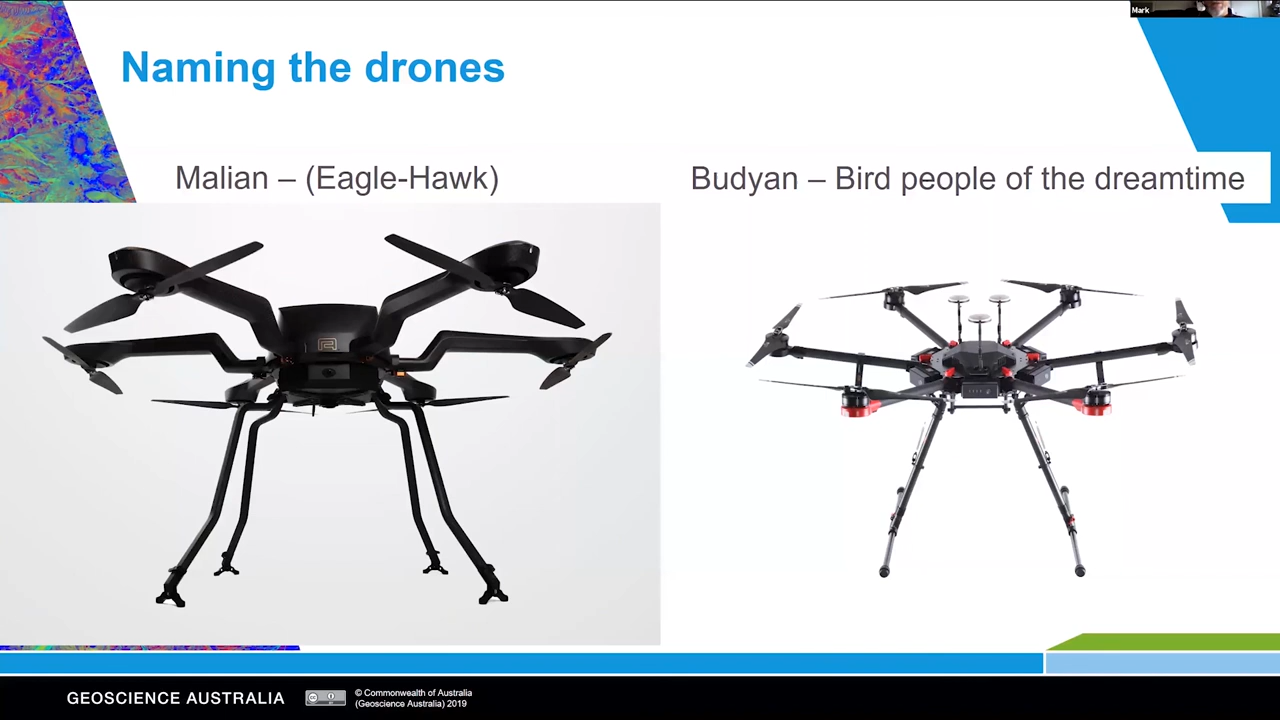 Mark
Naming the drones
Malian – (Eagle-Hawk)
Budyan – Bird people of the dreamtime
GEOSCIENCE AUSTRALIA
© Commonwealth of Australia
(Geoscience Australia) 2019